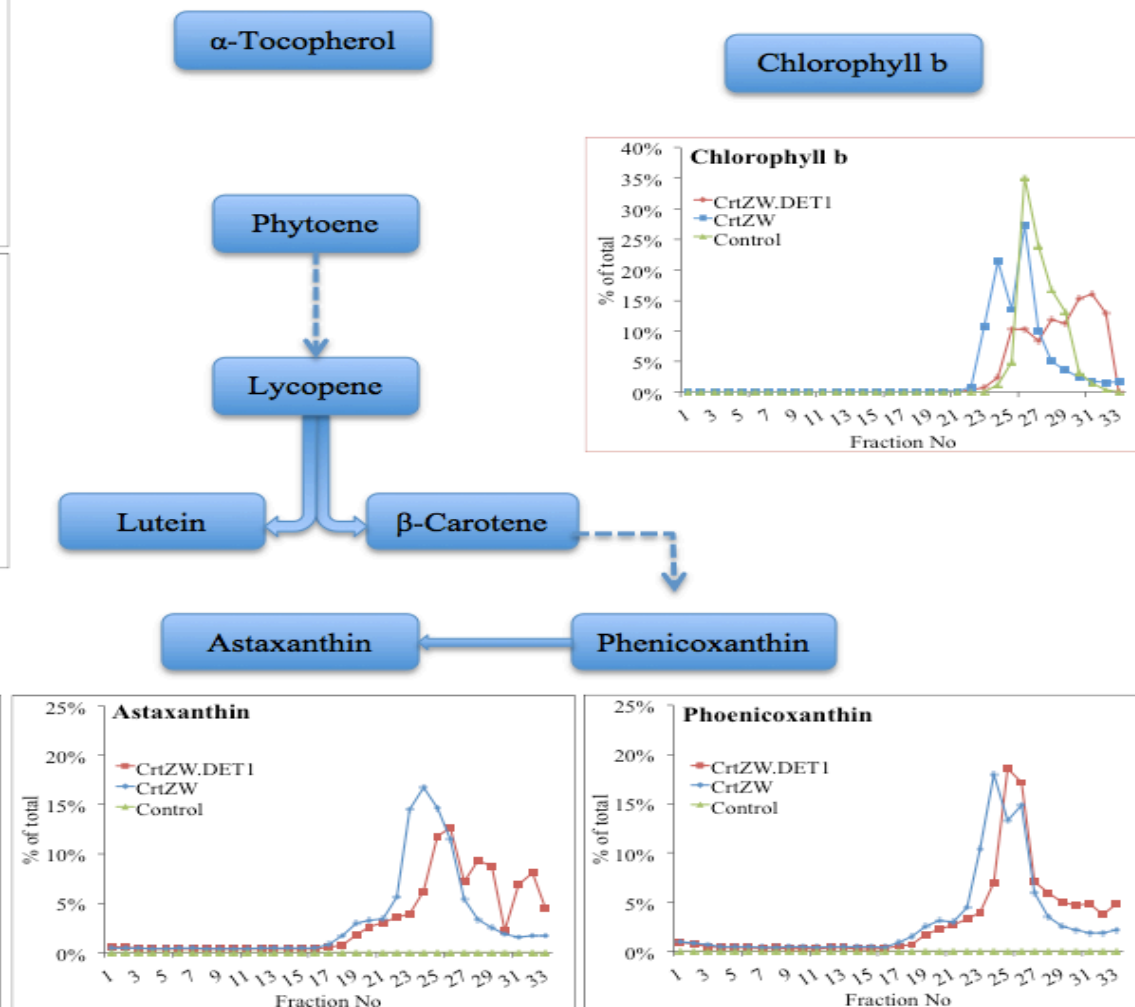 α-Tocopherol
Chlorophyll b
Phytoene
Lycopene
Lutein
β-Carotene
Astaxanthin
Phenicoxanthin
Chlorophyll b
CrtZW.DET1
CrtZW
Control
% of total
40%
35%
30%
25%
20%
15%
10%
5%
0%
1 3 5 7 9 11 13 15 17 19 21 23 25 27 29 31 33
Fraction No
Astaxanthin
CrtZW.DET1
CrtZW
Control
% of total
25%
20%
15%
10%
5%
0%
1 3 5 7 9 11 13 15 17 19 21 23 25 27 29 31 33
Fraction No
Phoenicoxanthin
CrtZW.DET1
CrtZW
Control
% of total
25%
20%
15%
10%
5%
0%
1 3 5 7 9 11 13 15 17 19 21 23 25 27 29 31 33
Fraction No